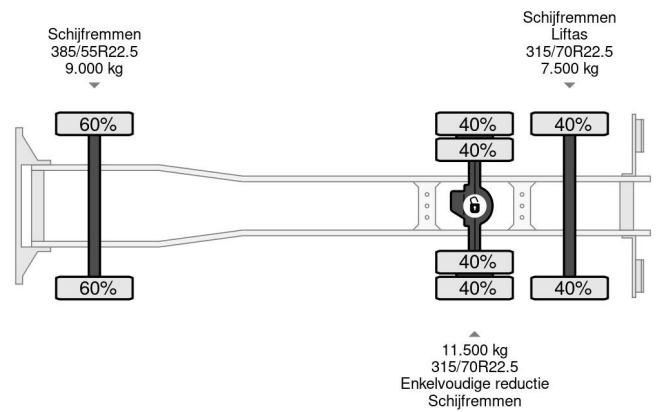 Schijfremmen
385/55R22.5
9.000 kg
Schijfremmen
Liftas
315/70R22.5
7.500 kg
60%
40%
40%
40%
60%
40%
40%
40%
11.500 kg
315/70R22.5
Enkelvoudige reductie
Schijfremmen